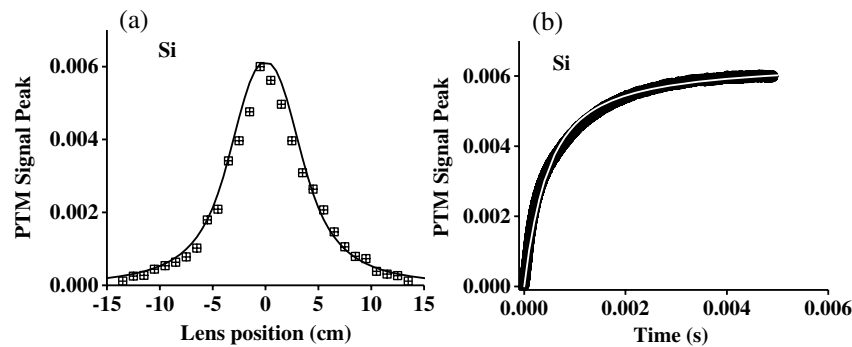 (a)
Si
PTM Signal Peak
0.006
0.004
0.002
0.000
-15 -10 -5 0 5 10 15
Lens position (cm)
(b)
Si
PTM Signal Peak
0.006
0.004
0.002
0.000
0.000 0.002 0.004 0.006
Time (s)